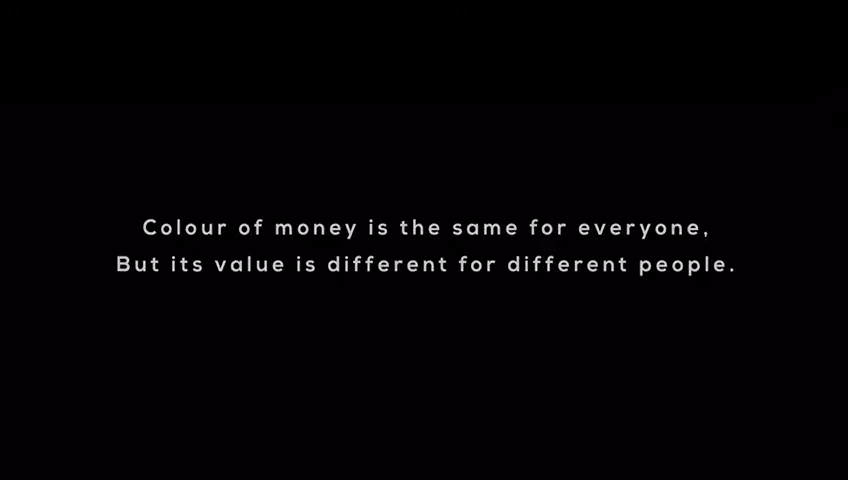 Colour of money is the same for everyone,
But its value is different for different people.